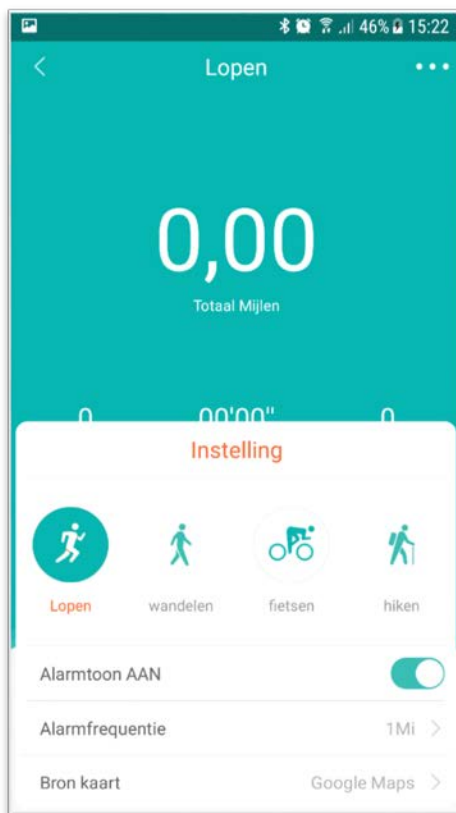 46% 15:22
Lopen
0,00
Totaal Mijlen
0 00'00" 0
Instelling
Lopen wandelen fietsen hiken
Alarmtoon AAN
Alarmfrequentie 1Mi
Bron kaart Google Maps